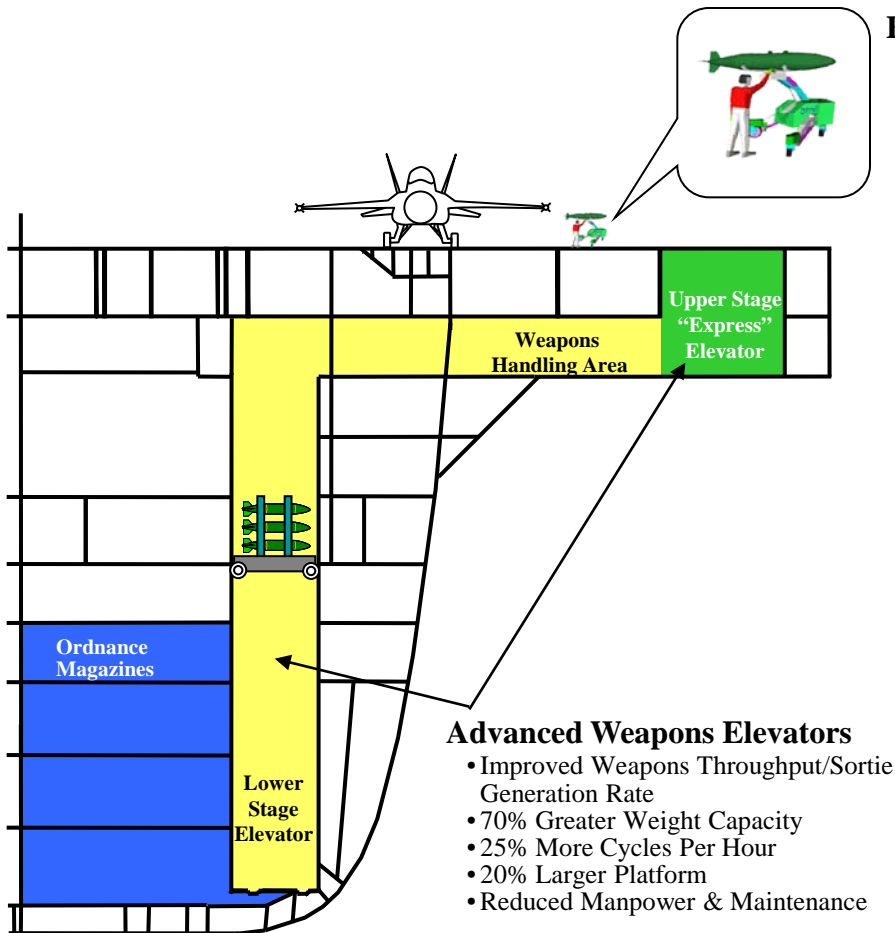 Upper Stage
“Express”
Elevator
Weapons
Handling Area
Ordnance
Magazines
Lower
Stage
Elevator
Advanced Weapons Elevators
• Improved Weapons Throughput/Sortie
Generation Rate
• 70% Greater Weight Capacity
• 25% More Cycles Per Hour
• 20% Larger Platform
• Reduced Manpower & Maintenance